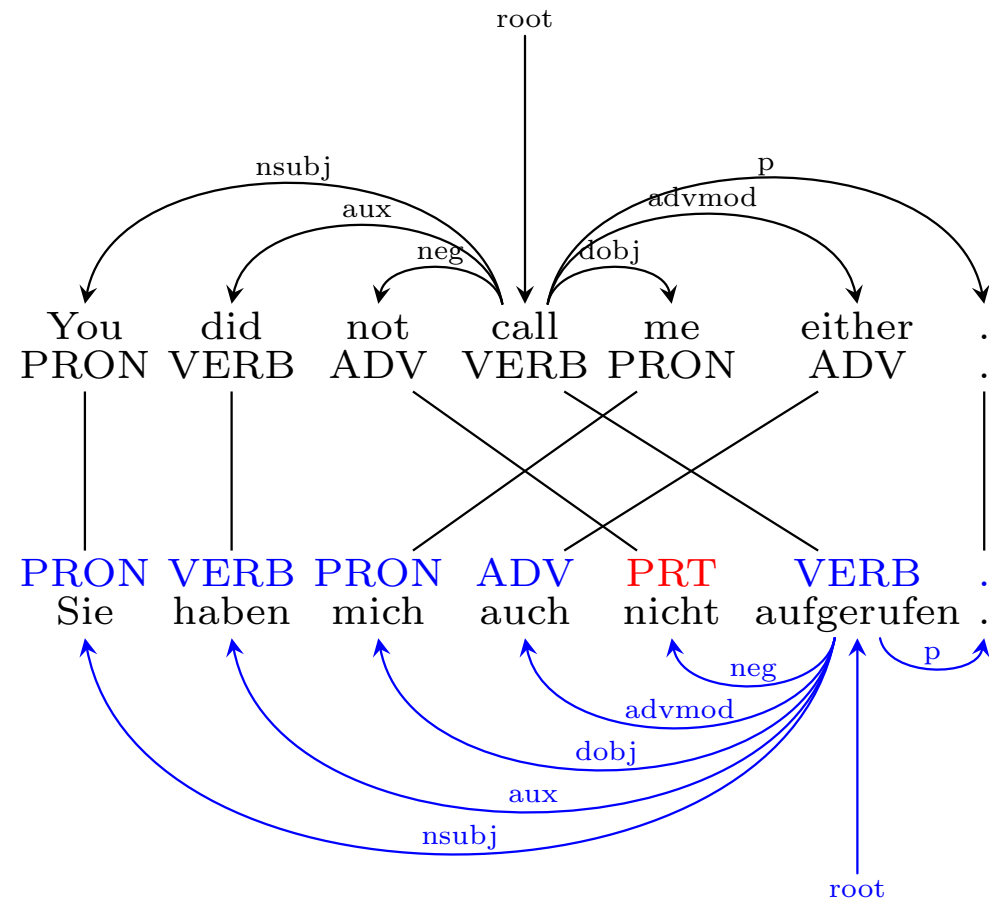 root
nsubj
p
aux
advmod
neg
dobj
You did not call me either .
PRON VERB ADV VERB PRON ADV .
PRON VERB PRON ADV PRT VERB .
Sie haben mich auch nicht aufgerufen .
p
neg
advmod
dobj
aux
nsubj
root